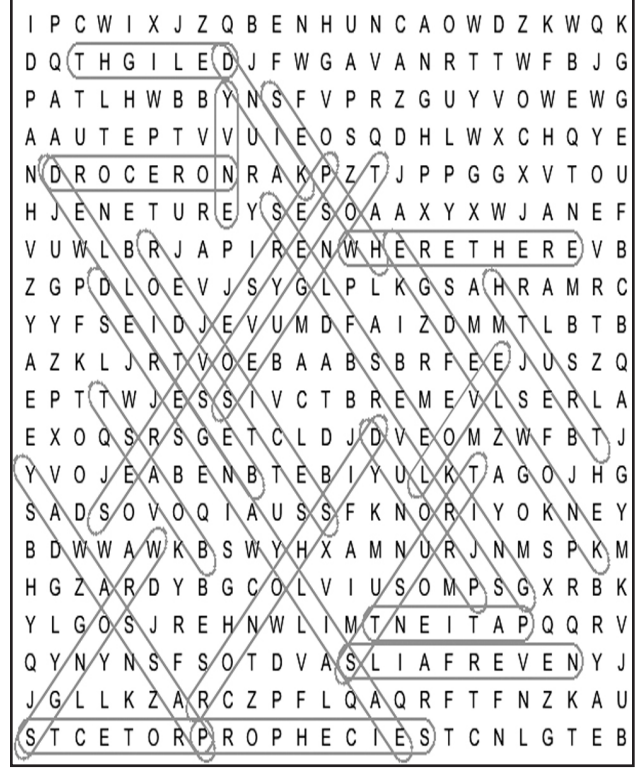 I P C W I X J Z Q B E N H U N C A O W D Z K W Q K
D Q T H G I L E D J F W G A V A N R T T W F B J G
P A T L H W B B Y N S F V P R Z G U Y V O W E W G
A A U T E P T V V U I E O S Q D H L W X C H Q Y E
N D R O C E R O N R A K P Z T J P P G G X V T O U
H J E N E T U R E Y S E S O A A X Y X W J A N E F
V U W L B R J A P I R E N W H E R E T H E R E V B
Z G P D L O E V J S Y G L P L K G S A H R A M R C
Y Y F S E I D J E V U M D F A I Z D M M T L B T B
A Z K L J R T V O E B A A B S B R F E E J U S Z Q
E P T T W J E S S I V C T B R E M E V L S E R L A
E X O Q S R S G E T C L D J D V E O M Z W F B T J
Y V O J E A B E N B T E B I Y U L K T A G O J H G
S A D S O V O Q I A U S S F K N O R I Y O K N E Y
B D W W A W K B S W Y H X A M N U R J N M S P K M
H G Z A R D Y B G C O L V I U S O M P S G X R B K
Y L G O S J R E H N W L I M T N E I T A P Q Q R V
Q Y N Y N S F S O T D V A S L I A F R E V E N Y J
J G L L K Z A R C Z P F L Q A Q R F T F N Z K A U
S T C E T O R P R O P H E C I E S T C N L G T E B